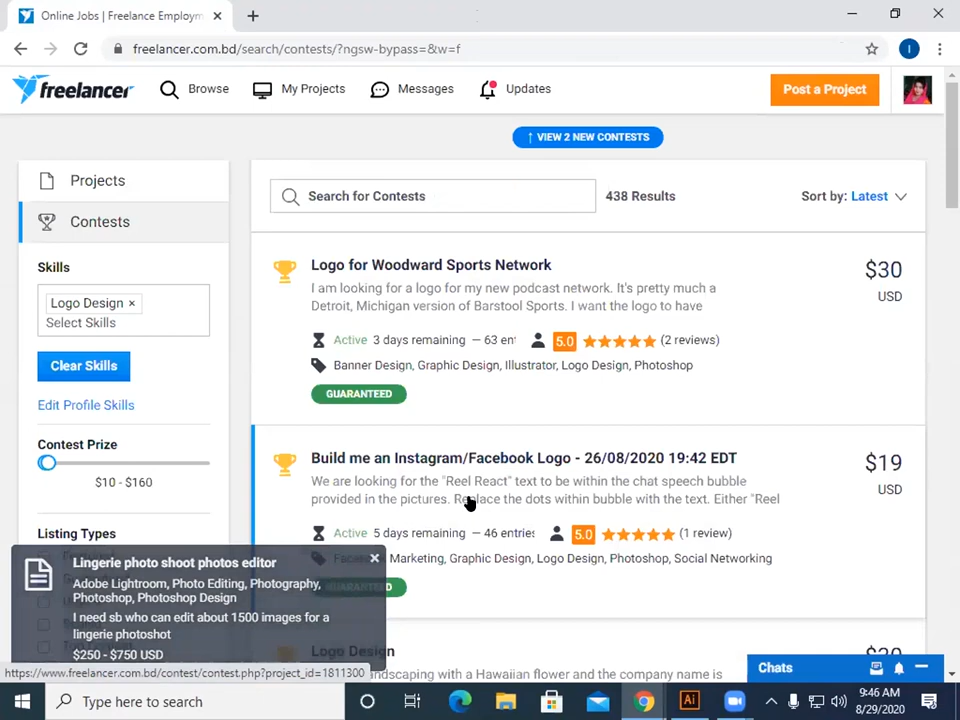 Online Jobs | Freelance Employm
freelancer.com.bd/search/contests/?ngsw-bypass=&w=f
I
freelancer
Browse
My Projects
Messages
Updates
Post a Project
↑ VIEW 2 NEW CONTESTS
Projects
Contests
Skills
Logo Design ×
Select Skills
Clear Skills
Edit Profile Skills
Contest Prize
$10 - $160
Listing Types
Search for Contests
438 Results
Sort by: Latest
Logo for Woodward Sports Network
$30
USD
I am looking for a logo for my new podcast network. It's pretty much a
Detroit, Michigan version of Barstool Sports. I want the logo to have
Active 3 days remaining — 63 ent 5.0 (2 reviews)
Banner Design, Graphic Design, Illustrator, Logo Design, Photoshop
GUARANTEED
Build me an Instagram/Facebook Logo - 26/08/2020 19:42 EDT
$19
USD
We are looking for the "Reel React" text to be within the chat speech bubble
provided in the pictures. Replace the dots within bubble with the text. Either "Reel
Active 5 days remaining — 46 entries 5.0 (1 review)
Marketing, Graphic Design, Logo Design, Photoshop, Social Networking
GUARANTEED
Logo Design
landscaping with a Hawaiian flower and the company name is
Lingerie photo shoot photos editor
Adobe Lightroom, Photo Editing, Photography,
Photoshop, Photoshop Design
I need sb who can edit about 1500 images for a
lingerie photoshot
$250 - $750 USD
https://www.freelancer.com.bd/contest/contest.php?project_id=1811300
Chats
Type here to search
Ai
9:46 AM
8/29/2020